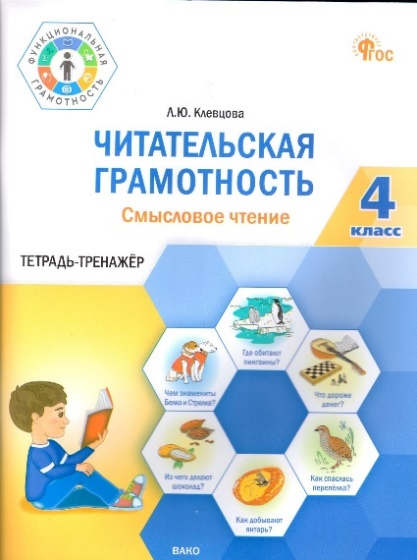 ФУНКЦИОНАЛЬНАЯ
ГРАМОТНОСТЬ
ФГОС
Л.Ю. Клевцова
ЧИТАТЕЛЬСКАЯ
ГРАМОТНОСТЬ
Смысловое чтение
4
класс
ТЕТРАДЬ-ТРЕНАЖЁР
Где обитают
пингвины?
Чем знамениты
Белка и Стрелка?
Что дороже
денег?
Из чего делают
шоколад?
Как спаслась
перепёлка?
Как добывают
янтарь?
ВАКО